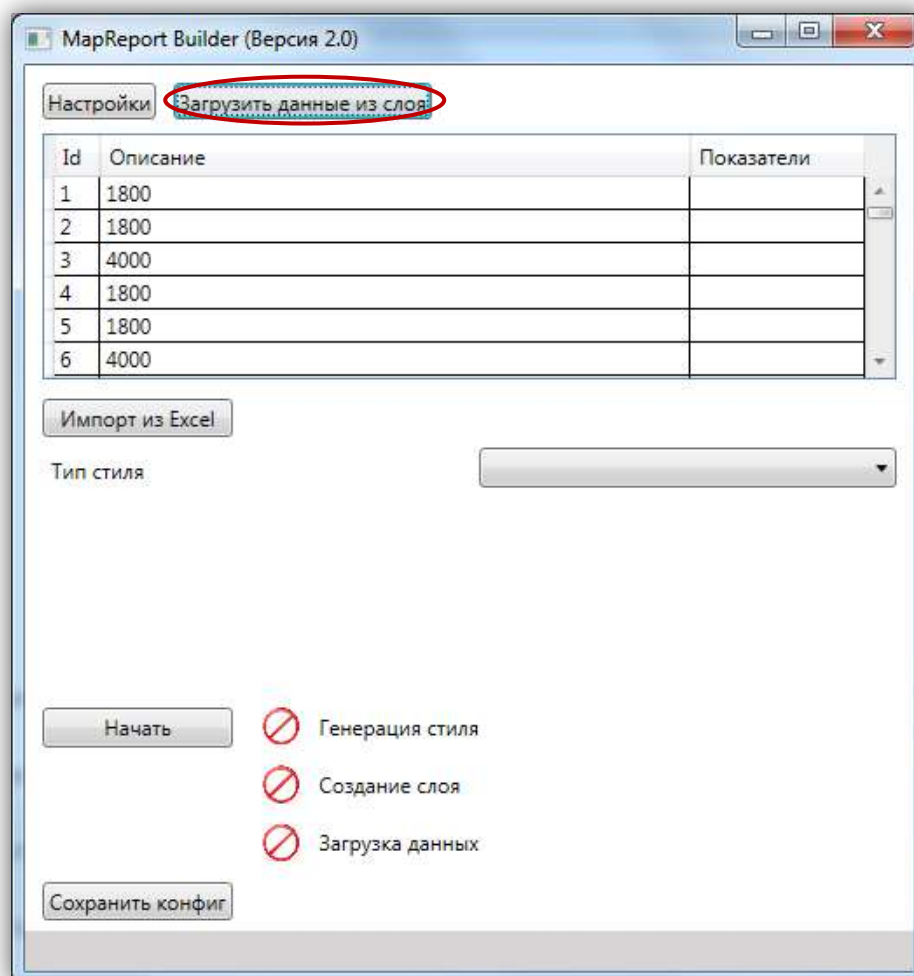 MapReport Builder (Версия 2.0)
Настройки Загрузить данные из слоя
Id Описание Показатели
1 1800
2 1800
3 4000
4 1800
5 1800
6 4000
Импорт из Excel
Тип стиля
Начать Генерация стиля
Создание слоя
Загрузка данных
Сохранить конфиг